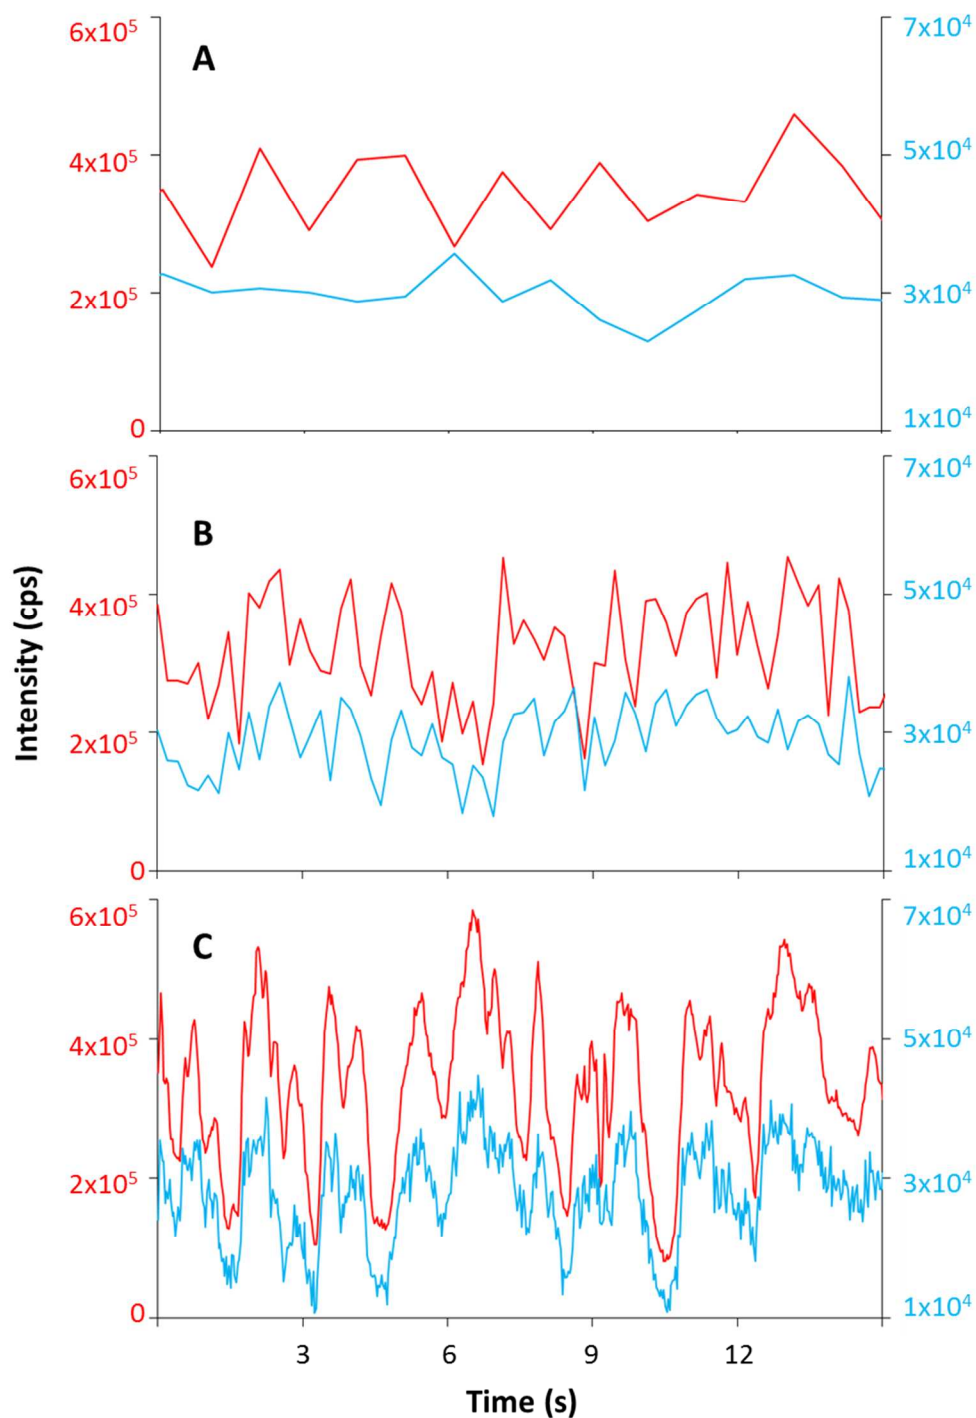 6x10⁵ 7x10⁴
A
4x10⁵ 5x10⁴
2x10⁵ 3x10⁴
0 1x10⁴
6x10⁵ 7x10⁴
B
4x10⁵ 5x10⁴
Intensity (cps)
2x10⁵ 3x10⁴
0 1x10⁴
6x10⁵ 7x10⁴
C
4x10⁵ 5x10⁴
2x10⁵ 3x10⁴
0 1x10⁴
3 6 9 12
Time (s)